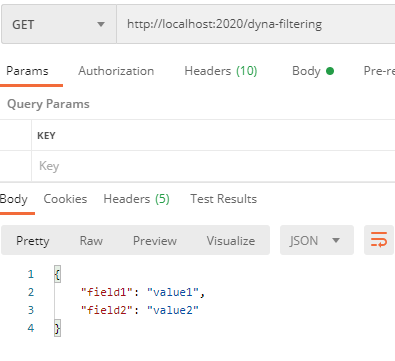 GET http://localhost:2020/dyna-filtering
Params Authorization Headers (10) Body Pre-re
Query Params
KEY
Key
Body Cookies Headers (5) Test Results
Pretty Raw Preview Visualize JSON
1 {
2 "field1": "value1",
3 "field2": "value2"
4 }